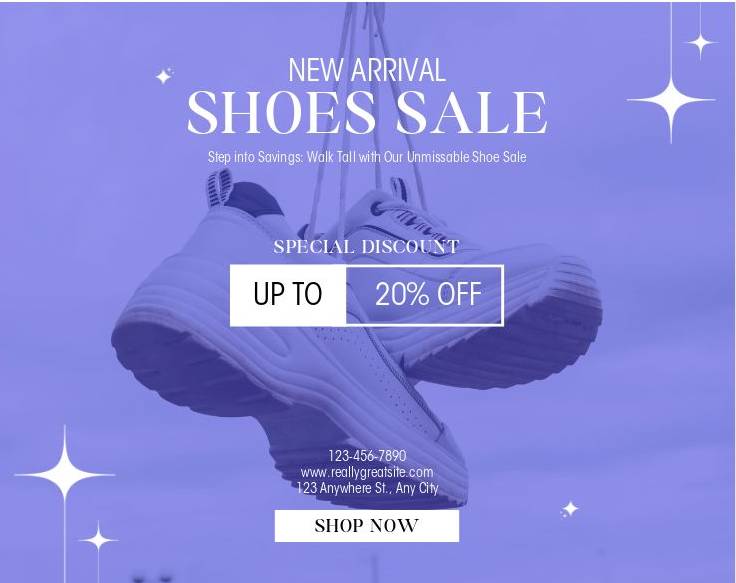 NEW ARRIVAL
SHOES SALE
Step into Savings: Walk Tall with Our Unmissable Shoe Sale
SPECIAL DISCOUNT
UP TO 20% OFF
123-456-7890
www.reallygreatsite.com
123 Anywhere St., Any City
SHOP NOW